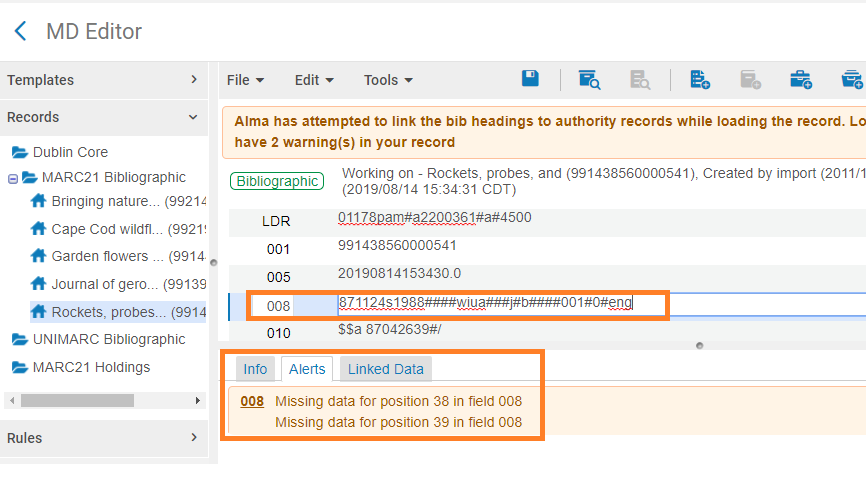 MD Editor
Templates
Records
Dublin Core
MARC21 Bibliographic
Bringing nature... (99214
Cape Cod wildfl... (99219
Garden flowers ... (99144
Journal of gero... (99139
Rockets, probes... (9914
UNIMARC Bibliographic
MARC21 Holdings
Rules
File Edit Tools
Alma has attempted to link the bib headings to authority records while loading the record. Lo
have 2 warning(s) in your record
Bibliographic
Working on - Rockets, probes, and (991438560000541), Created by import (2011/1
(2019/08/14 15:34:31 CDT)
LDR 01178pam#a2200361#a#4500
001 991438560000541
005 20190814153430.0
008 871124s1988####wiua###j#b####001#0#eng
010 $$a 87042639#/
Info Alerts Linked Data
008 Missing data for position 38 in field 008
Missing data for position 39 in field 008